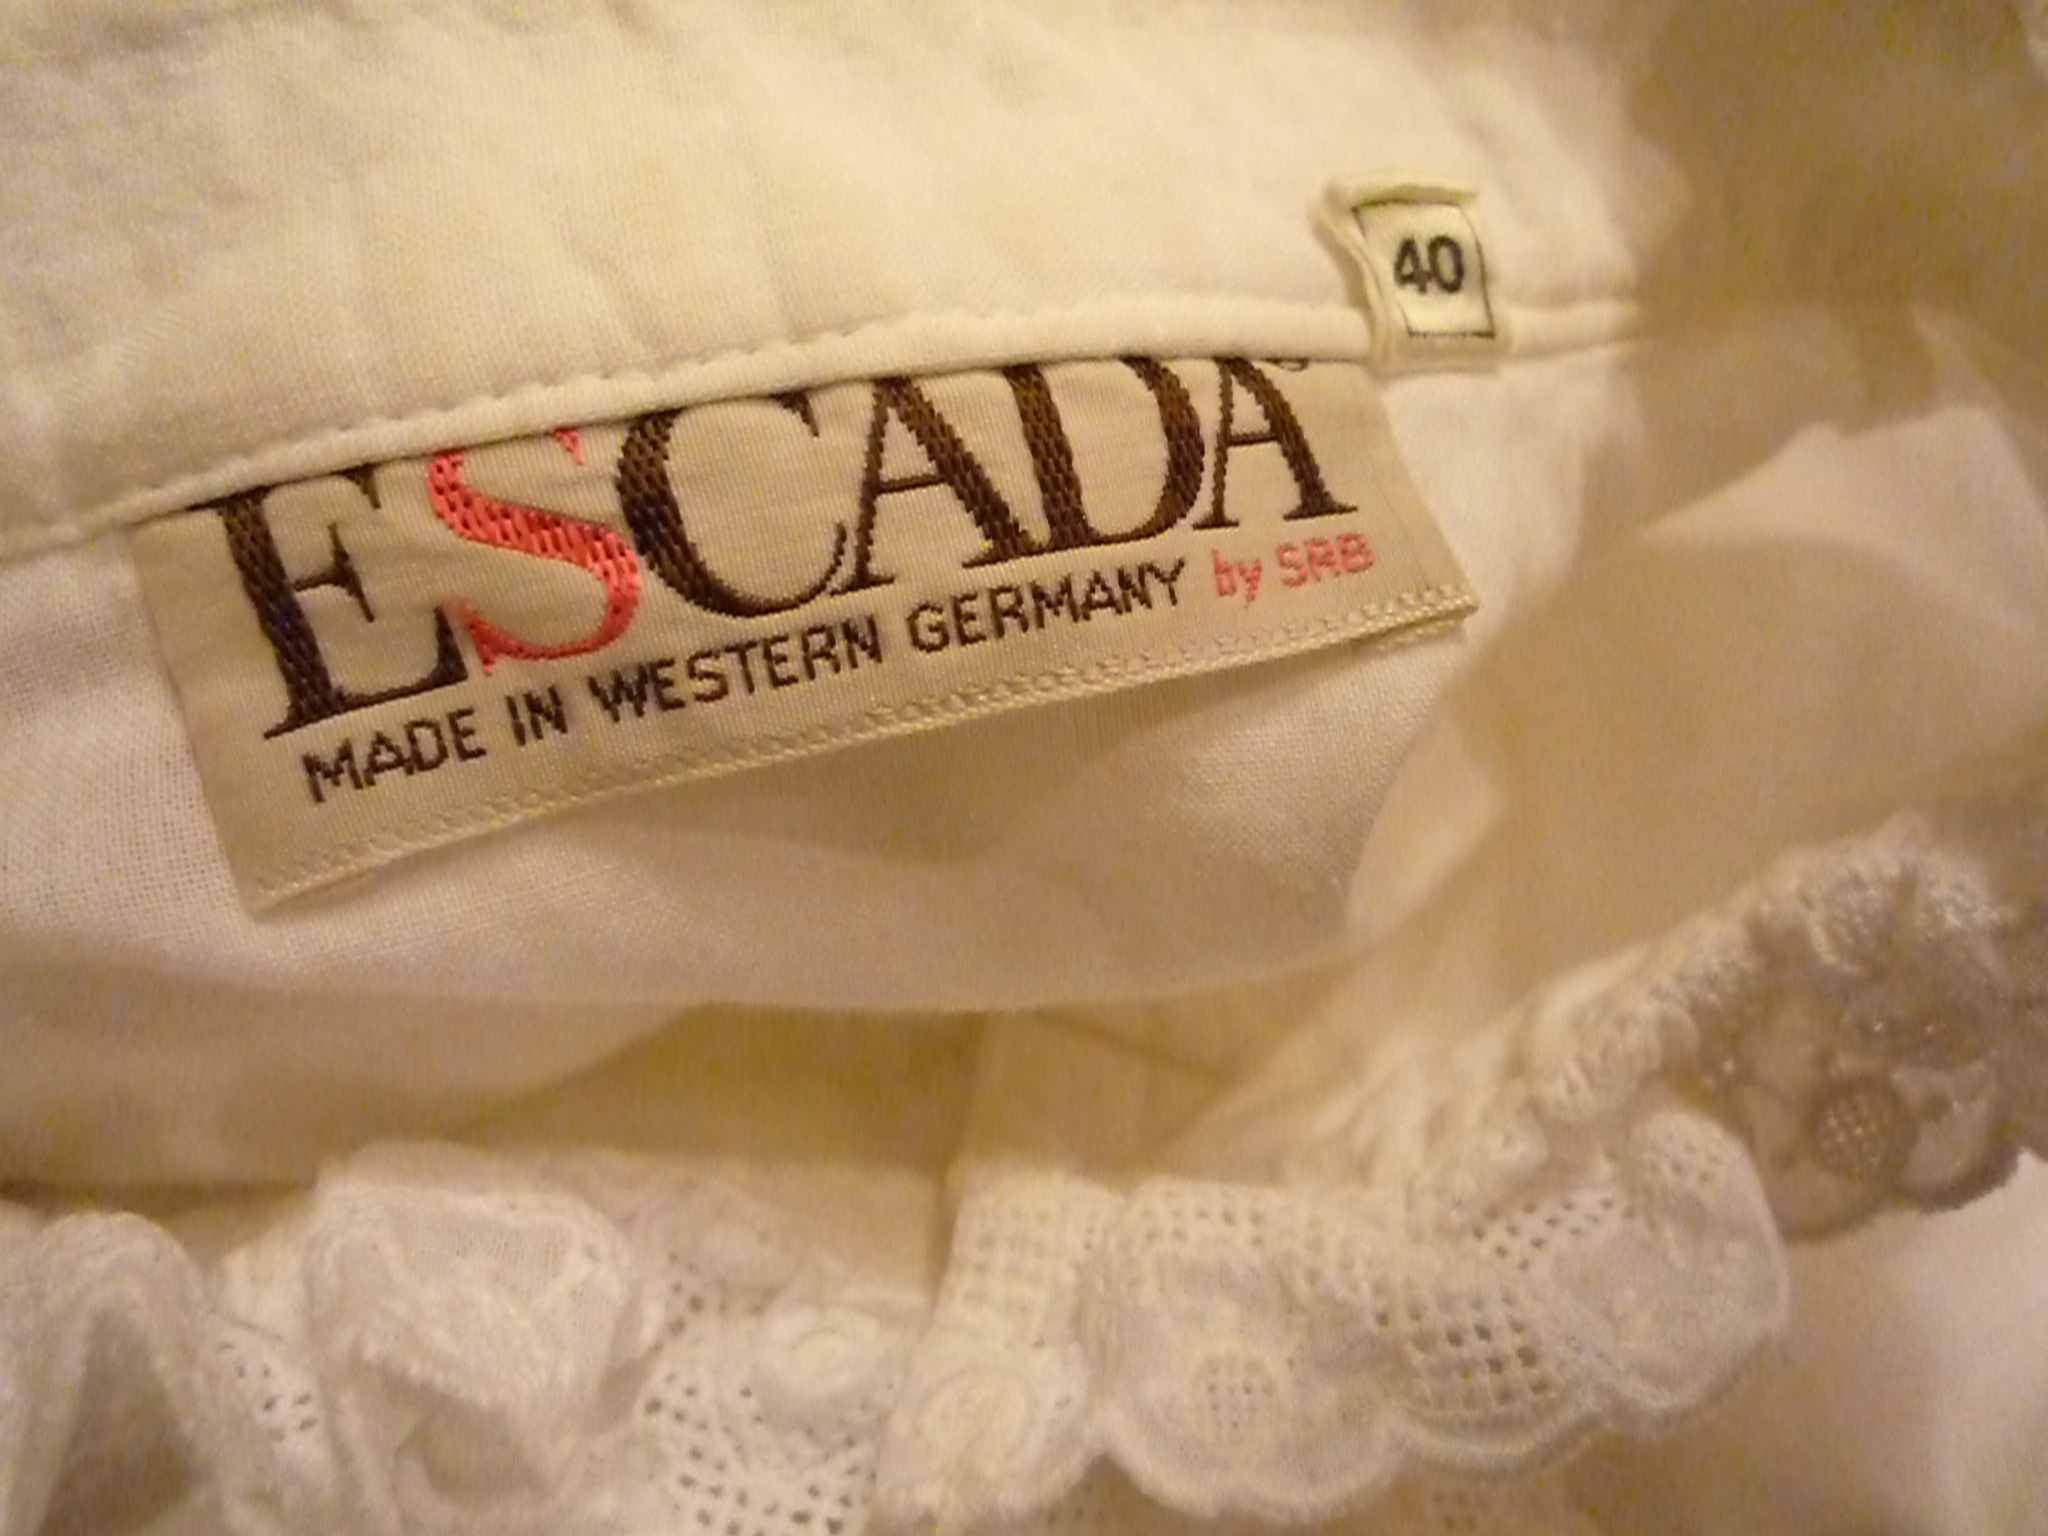 40
ESCADA
MADE IN WESTERN GERMANY by SRB